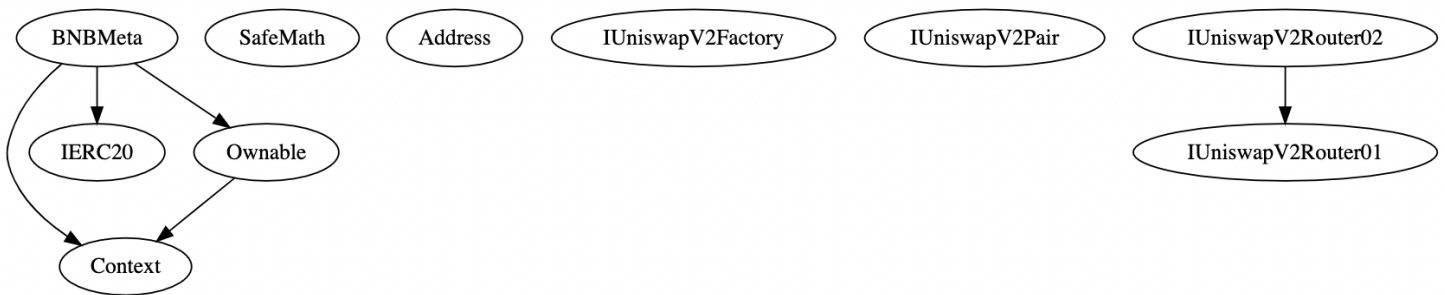 BNBMeta
SafeMath
Address
IUniswapV2Factory
IUniswapV2Pair
IUniswapV2Router02
IERC20
Ownable
IUniswapV2Router01
Context